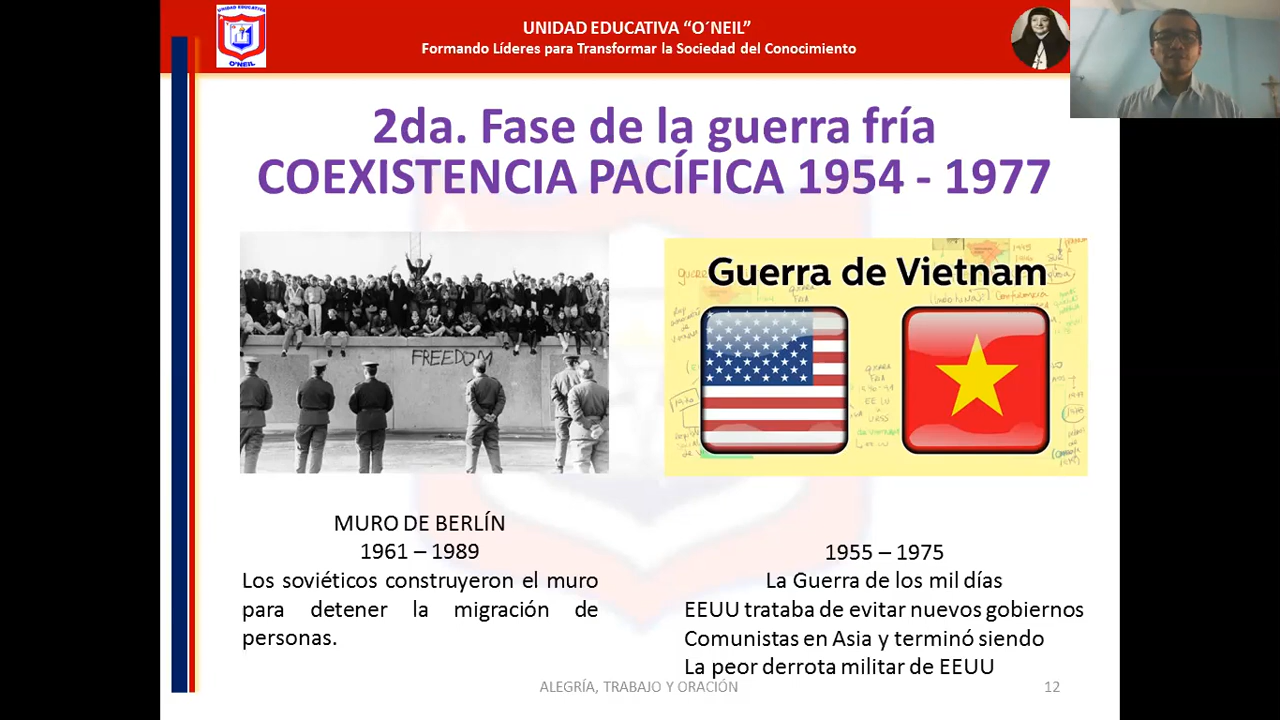 UNIDAD EDUCATIVA
O'NEIL
UNIDAD EDUCATIVA “O´NEIL”
Formando Líderes para Transformar la Sociedad del Conocimiento
2da. Fase de la guerra fría
COEXISTENCIA PACÍFICA 1954 - 1977
FREEDOM
Guerra de Vietnam
MURO DE BERLÍN
1961 – 1989
Los soviéticos construyeron el muro
para detener la migración de
personas.
1955 – 1975
La Guerra de los mil días
EEUU trataba de evitar nuevos gobiernos
Comunistas en Asia y terminó siendo
La peor derrota militar de EEUU
ALEGRÍA, TRABAJO Y ORACIÓN
12